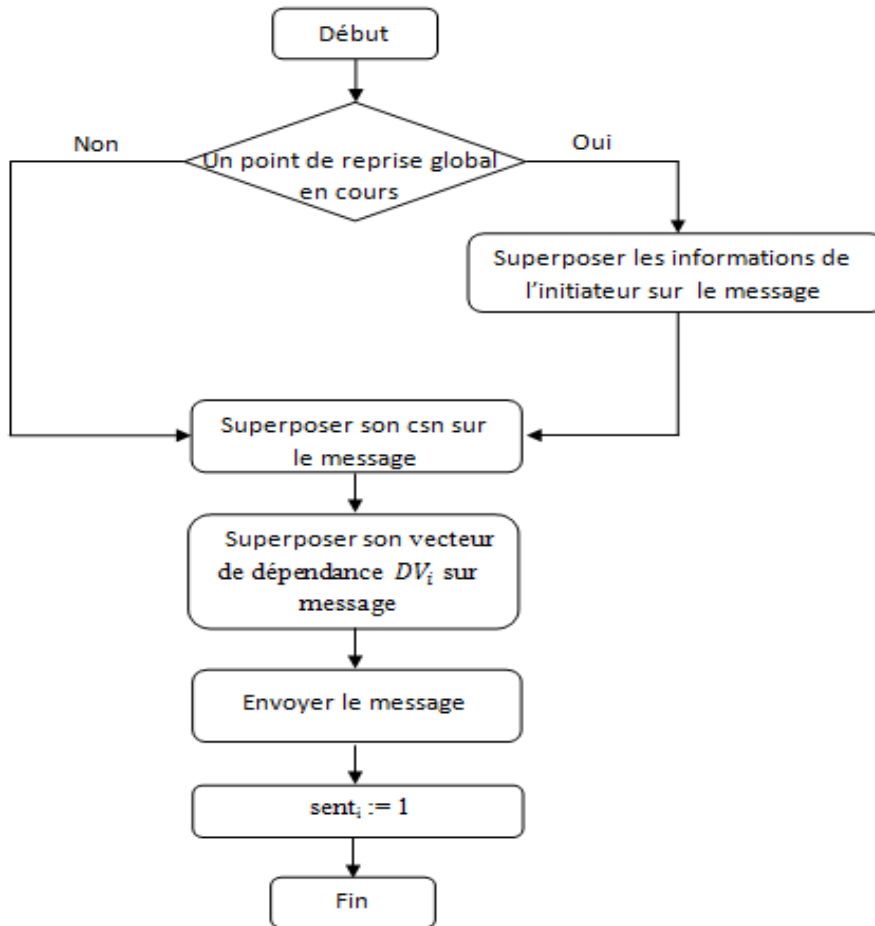 Début
Non
Oui
Un point de reprise global
en cours
Superposer les informations de
l'initiateur sur le message
Superposer son csn sur
le message
Superposer son vecteur
de dépendance DVᵢ sur
message
Envoyer le message
sentᵢ := 1
Fin